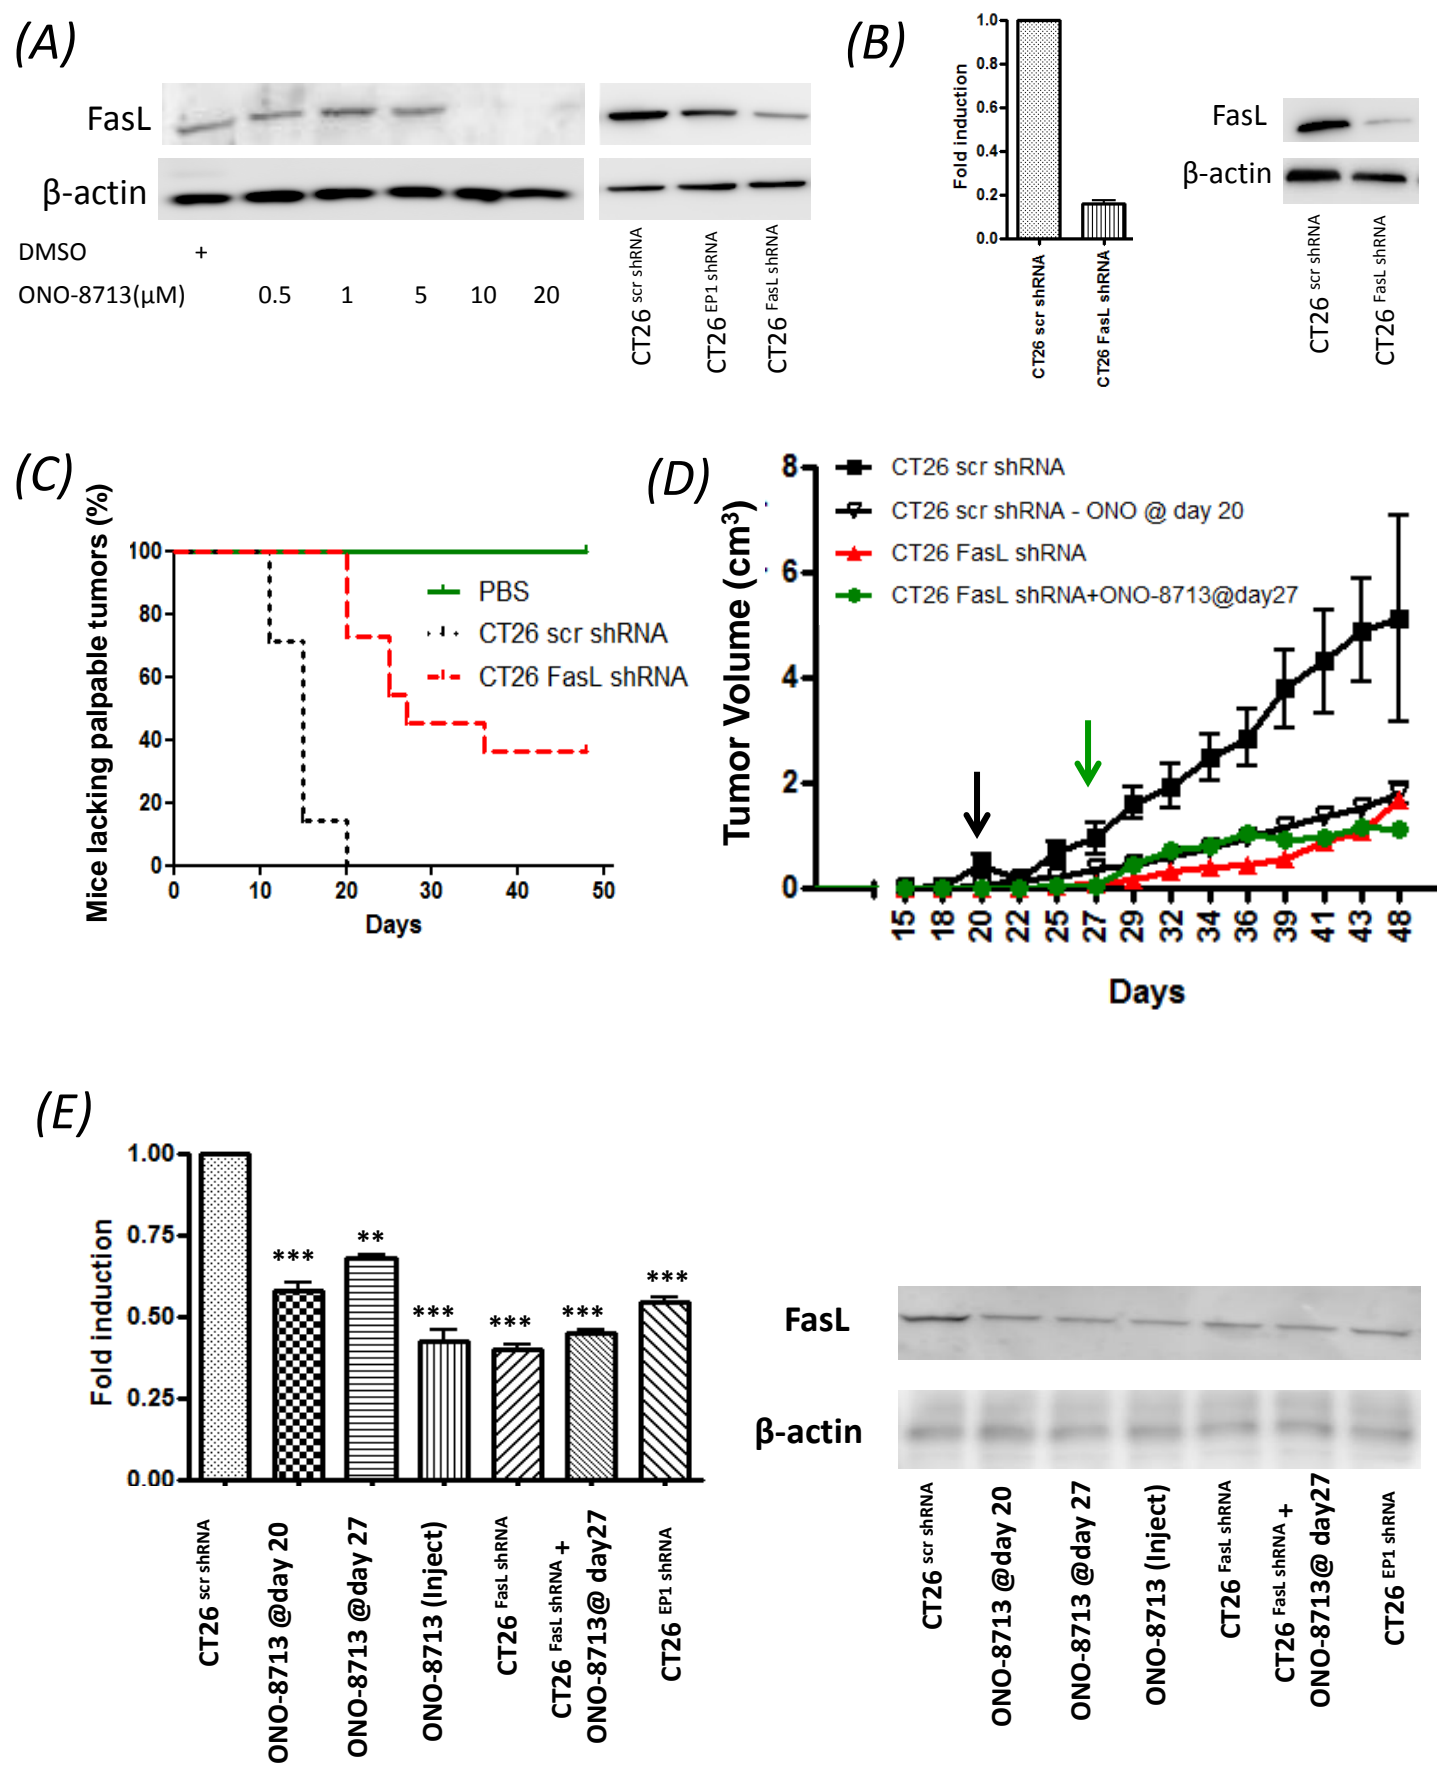 (A)
FasL
β-actin
DMSO
+
ONO-8713(µM)
0.5 1 5 10 20
CT26 scr shRNA
CT26 EP1 shRNA
CT26 FasL shRNA
(B)
Fold induction
1.0
0.8
0.6
0.4
0.2
0.0
CT26 scr shRNA
CT26 FasL shRNA
FasL
β-actin
CT26 scr shRNA
CT26 FasL shRNA
(C)
Mice lacking palpable tumors (%)
100
80
60
40
20
0
0 10 20 30 40 50
Days
PBS
CT26 scr shRNA
CT26 FasL shRNA
(D)
Tumor Volume (cm3)
8
6
4
2
0
CT26 scr shRNA
CT26 scr shRNA - ONO @ day 20
CT26 FasL shRNA
CT26 FasL shRNA+ONO-8713@day27
15 18 20 22 25 27 29 32 34 36 39 41 43 48
Days
(E)
Fold induction
1.00
0.75
0.50
0.25
0.00
*** ** *** *** *** ***
CT26 scr shRNA
ONO-8713 @day 20
ONO-8713 @day 27
ONO-8713 (Inject)
CT26 FasL shRNA
CT26 FasL shRNA +
ONO-8713@ day27
CT26 EP1 shRNA
FasL
β-actin
CT26 scr shRNA
ONO-8713 @day 20
ONO-8713 @day 27
ONO-8713 (Inject)
CT26 FasL shRNA
CT26 FasL shRNA +
ONO-8713@ day27
CT26 EP1 shRNA